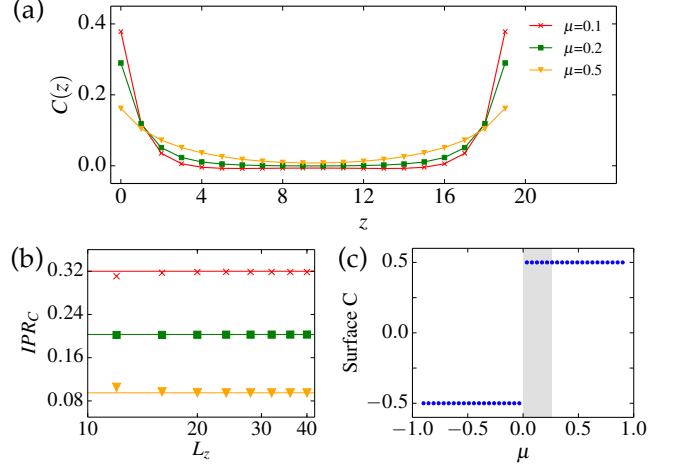 (a)
C(z)
0.4
0.2
0.0
μ=0.1
μ=0.2
μ=0.5
0 4 8 12 16 20
z
(b)
IPR_C
0.32
0.24
0.16
0.08
10 20 30 40
L_z
(c)
Surface C
0.5
0.0
−0.5
−1.0 −0.5 0.0 0.5 1.0
μ